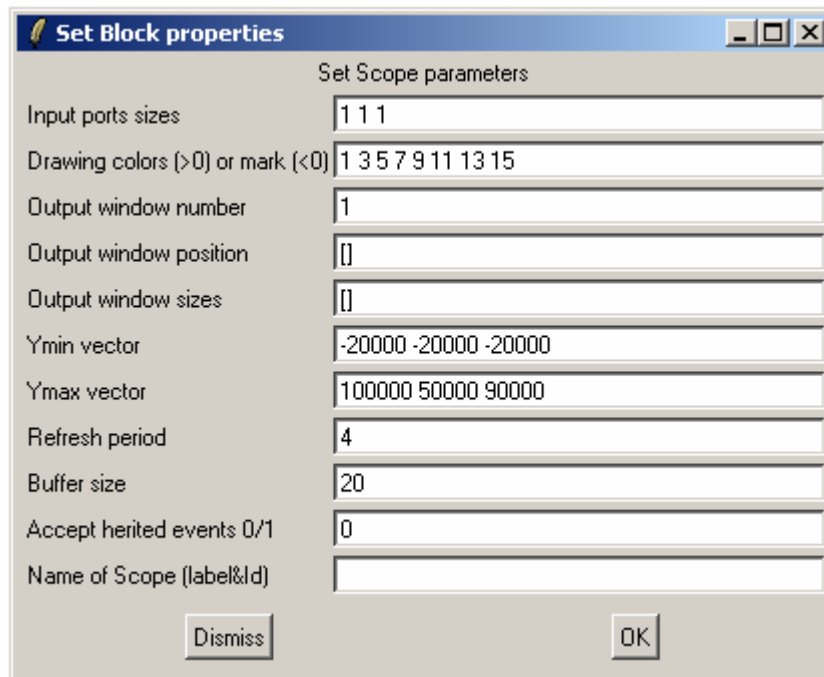 Set Block properties
Set Scope parameters
Input ports sizes 1 1 1
Drawing colors (>0) or mark (<0) 1 3 5 7 9 11 13 15
Output window number 1
Output window position []
Output window sizes []
Ymin vector -20000 -20000 -20000
Ymax vector 100000 50000 90000
Refresh period 4
Buffer size 20
Accept herited events 0/1 0
Name of Scope (label&Id)
Dismiss OK